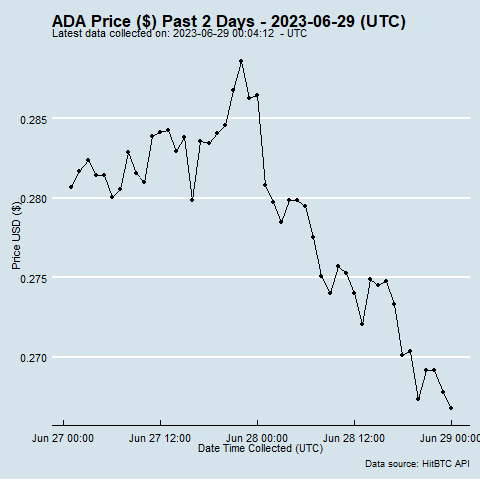 ADA Price ($) Past 2 Days - 2023-06-29 (UTC)
Latest data collected on: 2023-06-29 00:04:12  - UTC
Price USD ($)
0.285
0.280
0.275
0.270
Jun 27 00:00 Jun 27 12:00 Jun 28 00:00 Jun 28 12:00 Jun 29 00:00
Date Time Collected (UTC)
Data source: HitBTC API